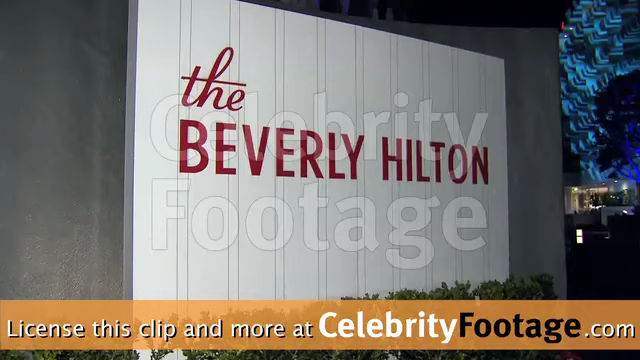 the
BEVERLY HILTON
Celebrity
Footage
License this clip and more at CelebrityFootage.com